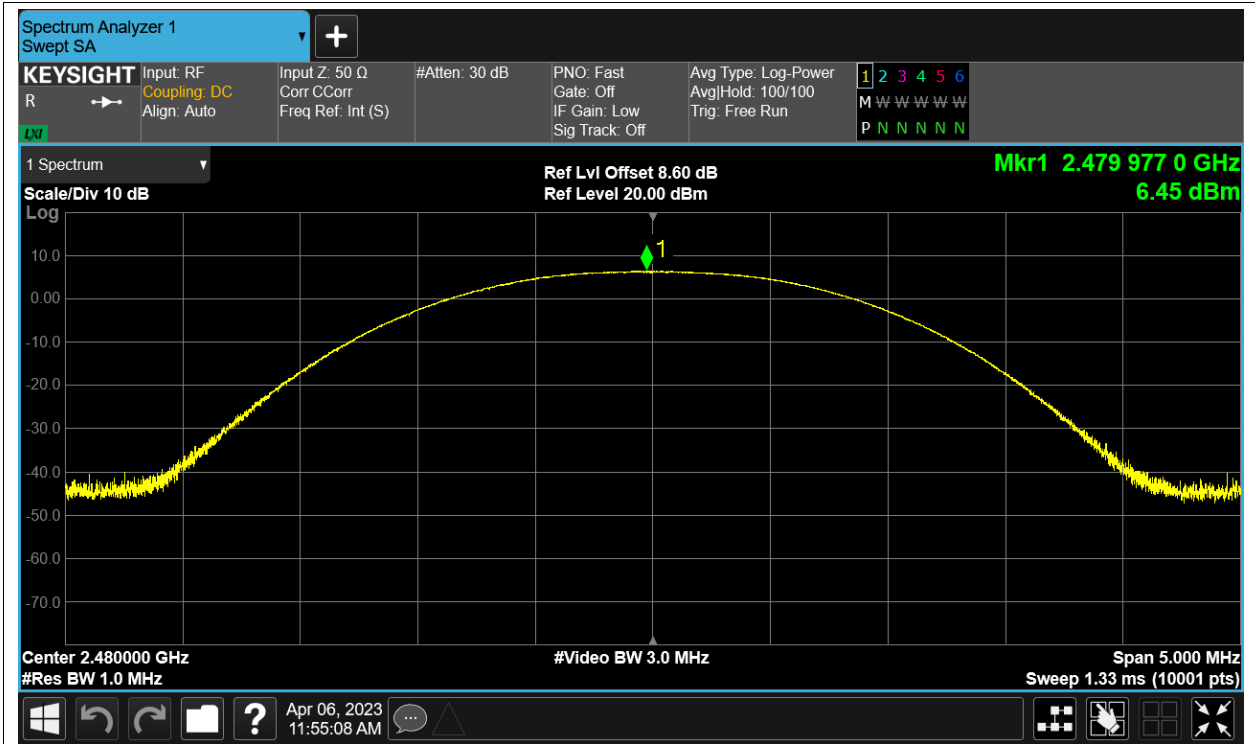 Spectrum Analyzer 1
Swept SA
+
KEYSIGHT
R
LXI
Input: RF
Coupling: DC
Align: Auto
Input Z: 50 Ω
Corr CCorr
Freq Ref: Int (S)
#Atten: 30 dB
PNO: Fast
Gate: Off
IF Gain: Low
Sig Track: Off
Avg Type: Log-Power
Avg|Hold: 100/100
Trig: Free Run
1 2 3 4 5 6
M W W W W W
P N N N N N
1 Spectrum
Scale/Div 10 dB
Log
Ref Lvl Offset 8.60 dB
Ref Level 20.00 dBm
Mkr1 2.479 977 0 GHz
6.45 dBm
1
10.0
0.00
-10.0
-20.0
-30.0
-40.0
-50.0
-60.0
-70.0
Center 2.480000 GHz
#Res BW 1.0 MHz
#Video BW 3.0 MHz
Span 5.000 MHz
Sweep 1.33 ms (10001 pts)
?
Apr 06, 2023
11:55:08 AM